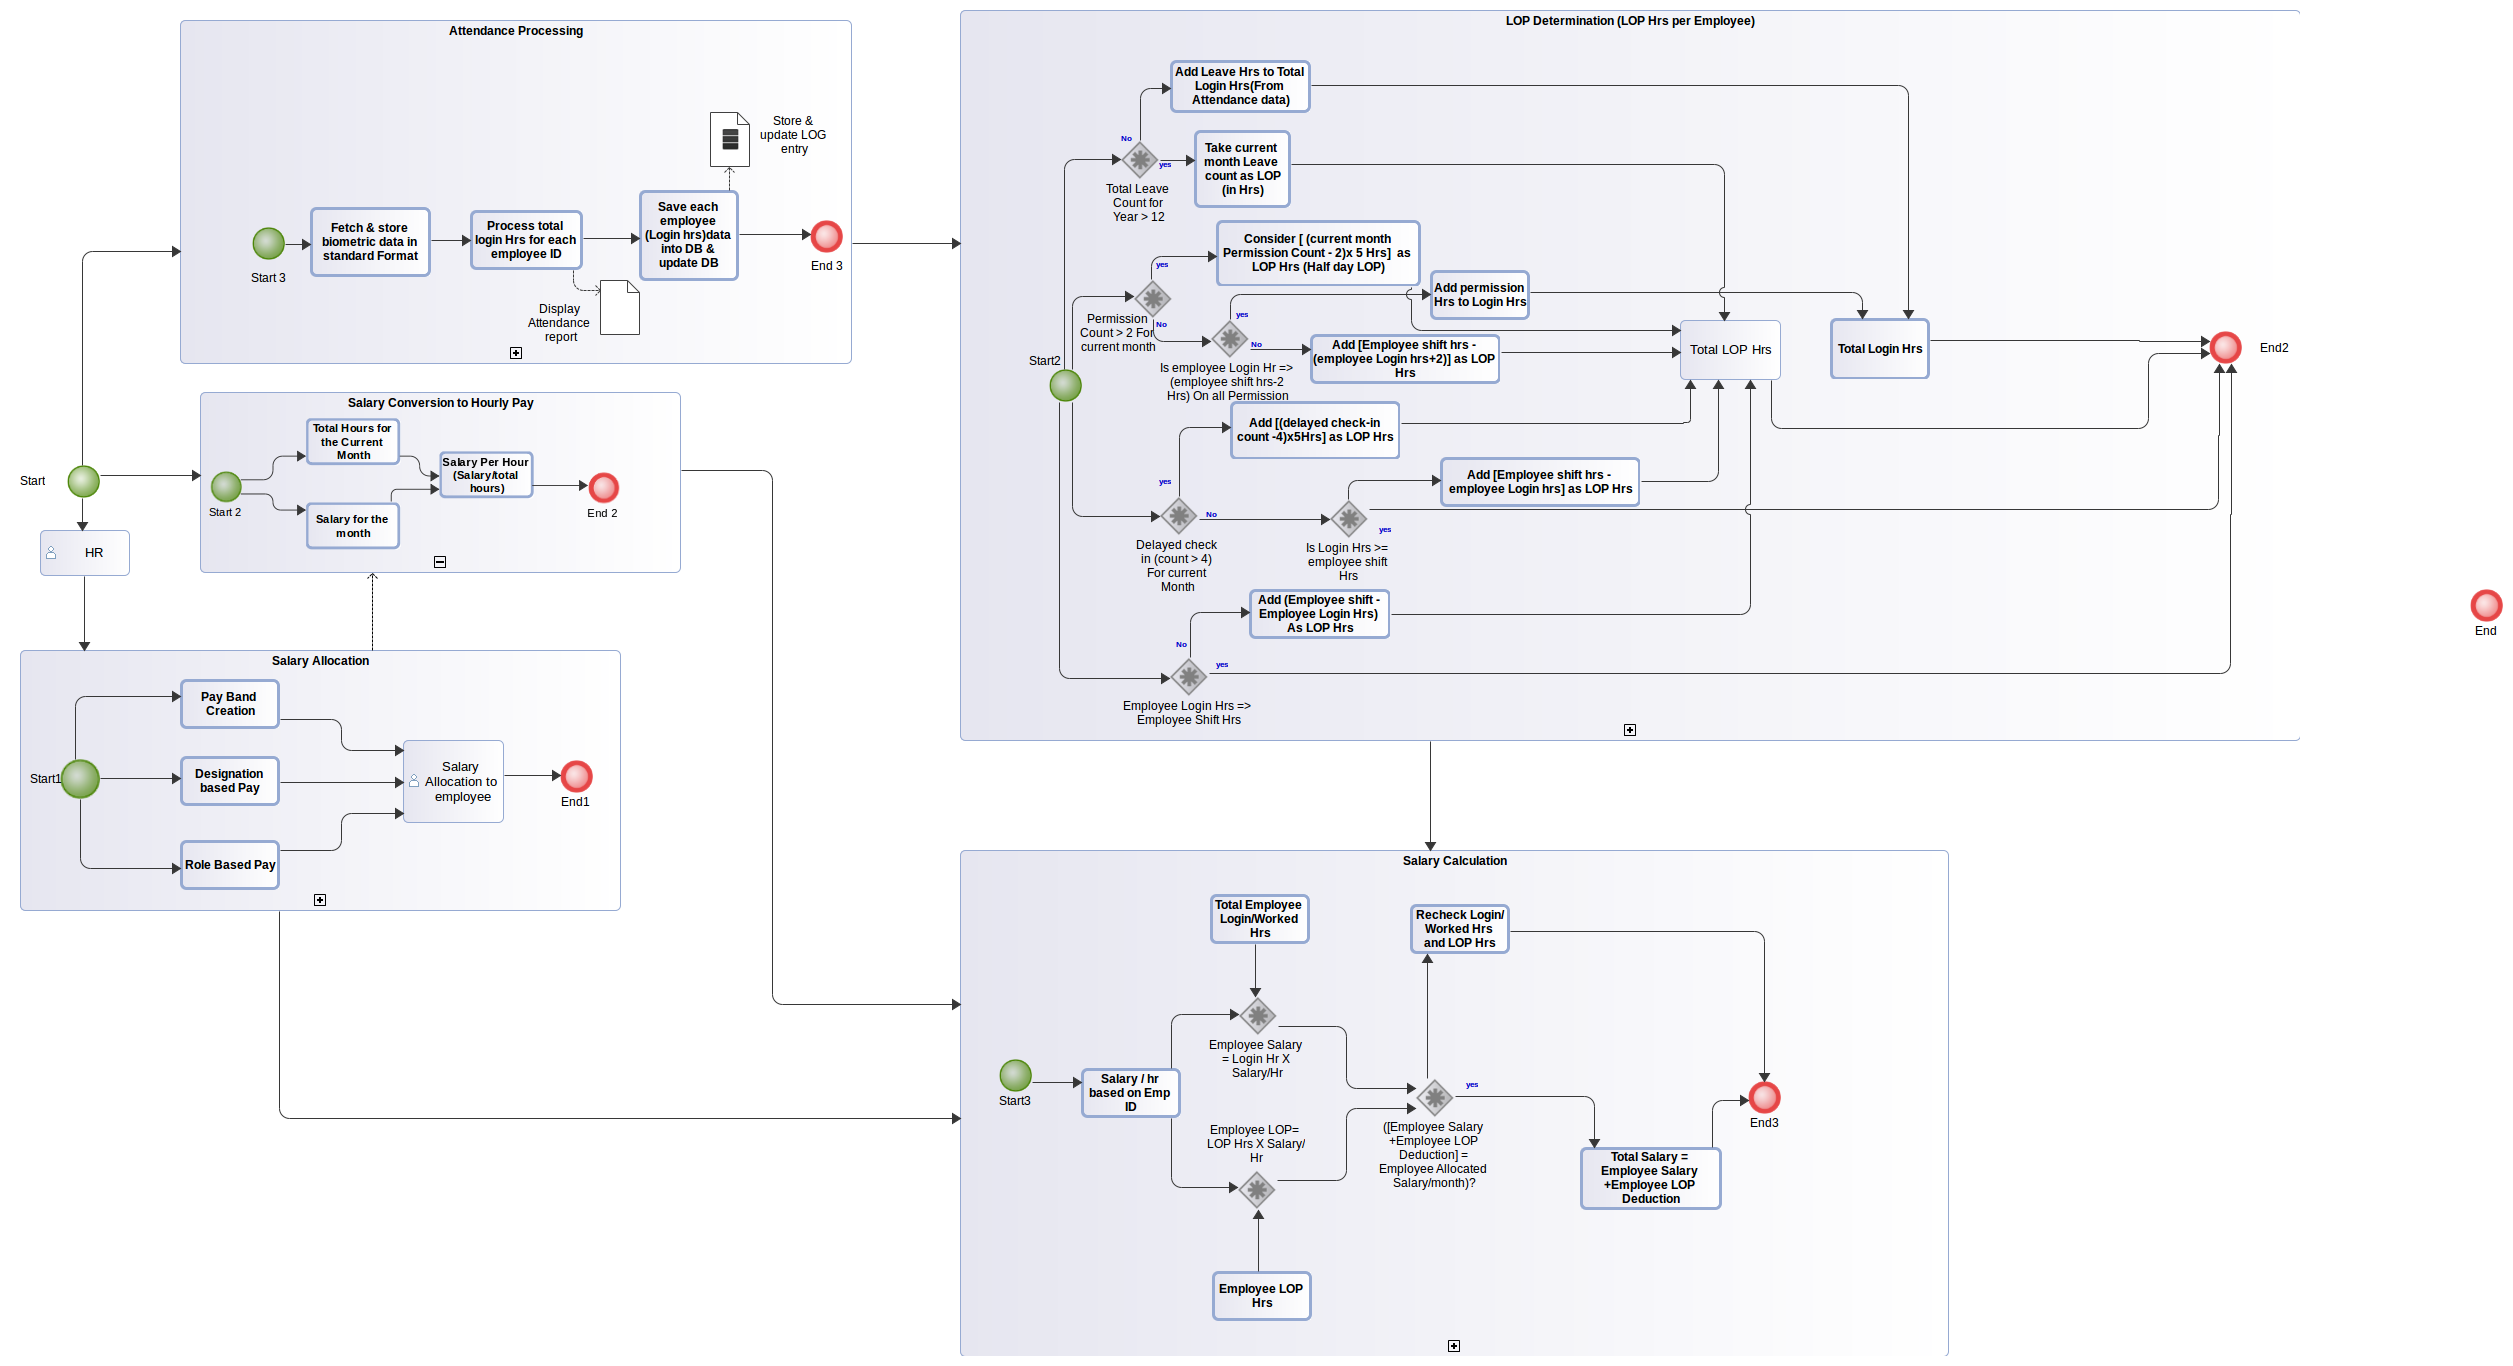 Attendance Processing
Store &
update LOG
entry
Start 3
Fetch & store
biometric data in
standard Format
Process total
login Hrs for each
employee ID
Save each
employee
(Login hrs)data
into DB &
update DB
End 3
Display
Attendance
report
Salary Conversion to Hourly Pay
Start 2
Total Hours for
the Current
Month
Salary for the
month
Salary Per Hour
(Salary/total
hours)
End 2
Start
HR
Salary Allocation
Start1
Pay Band
Creation
Designation
based Pay
Role Based Pay
Salary
Allocation to
employee
End1
LOP Determination (LOP Hrs per Employee)
Start2
Add Leave Hrs to Total
Login Hrs(From
Attendance data)
No
yes
Total Leave
Count for
Year > 12
Take current
month Leave
count as LOP
(in Hrs)
yes
Consider [ (current month
Permission Count - 2)x 5 Hrs] as
LOP Hrs (Half day LOP)
Permission
Count > 2 For
current month
No
yes
Add permission
Hrs to Login Hrs
No
Is employee Login Hr =>
(employee shift hrs-2
Hrs) On all Permission
Add [Employee shift hrs -
(employee Login hrs+2)] as LOP
Hrs
Total LOP Hrs
Total Login Hrs
End2
Add [(delayed check-in
count -4)x5Hrs] as LOP Hrs
yes
No
Delayed check
in (count > 4)
For current
Month
Add [Employee shift hrs -
employee Login hrs] as LOP Hrs
yes
Is Login Hrs >=
employee shift
Hrs
Add (Employee shift -
Employee Login Hrs)
As LOP Hrs
No
yes
Employee Login Hrs =>
Employee Shift Hrs
End
Salary Calculation
Start3
Salary / hr
based on Emp
ID
Total Employee
Login/Worked
Hrs
Employee Salary
= Login Hr X
Salary/Hr
Employee LOP=
LOP Hrs X Salary/
Hr
Employee LOP
Hrs
Recheck Login/
Worked Hrs
and LOP Hrs
yes
([Employee Salary
+Employee LOP
Deduction] =
Employee Allocated
Salary/month)?
Total Salary =
Employee Salary
+Employee LOP
Deduction
End3